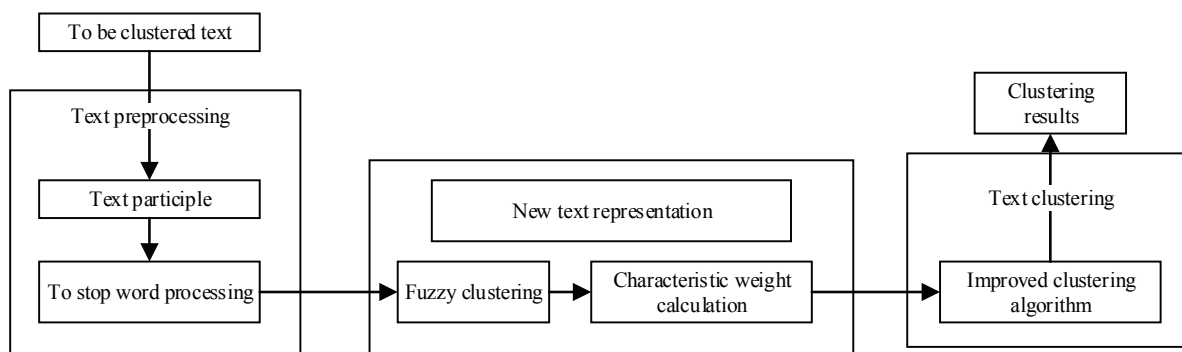 To be clustered text
Text preprocessing
Text participle
To stop word processing
New text representation
Fuzzy clustering
Characteristic weight
calculation
Clustering
results
Text clustering
Improved clustering
algorithm